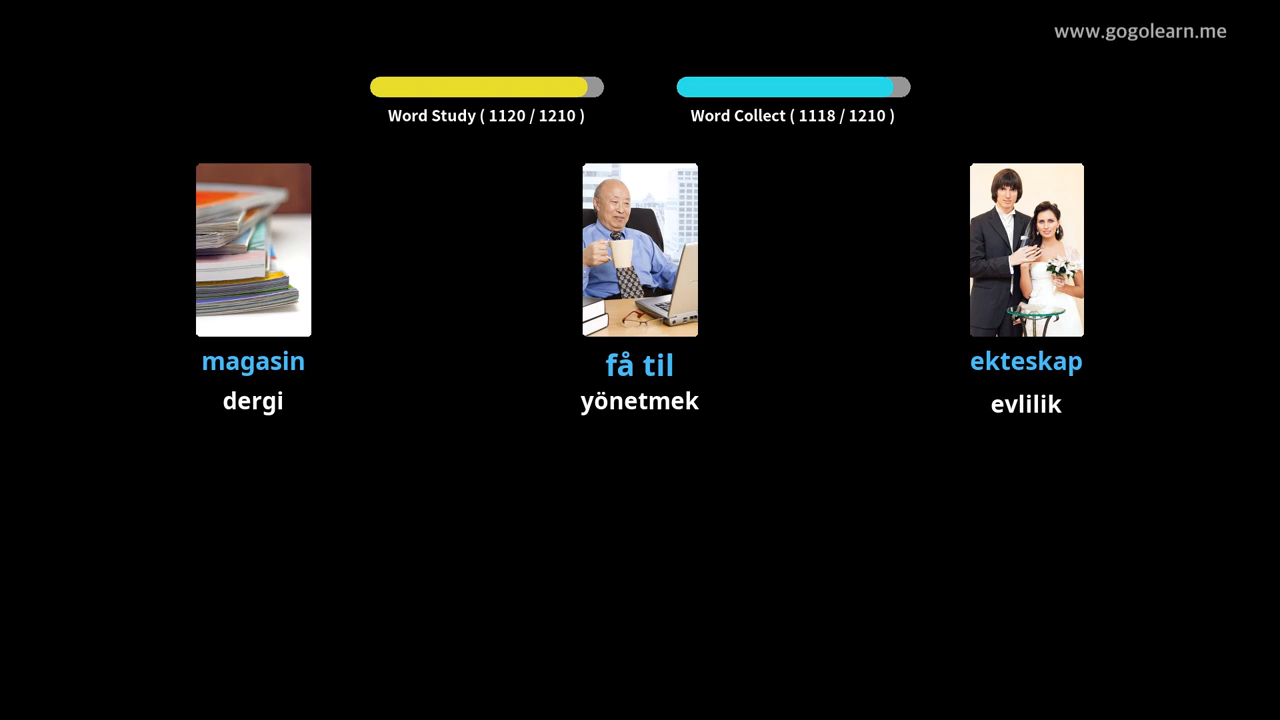 www.gogolearn.me
Word Study ( 1120 / 1210 )
Word Collect ( 1118 / 1210 )
magasin
dergi
få til
yönetmek
ekteskap
evlilik